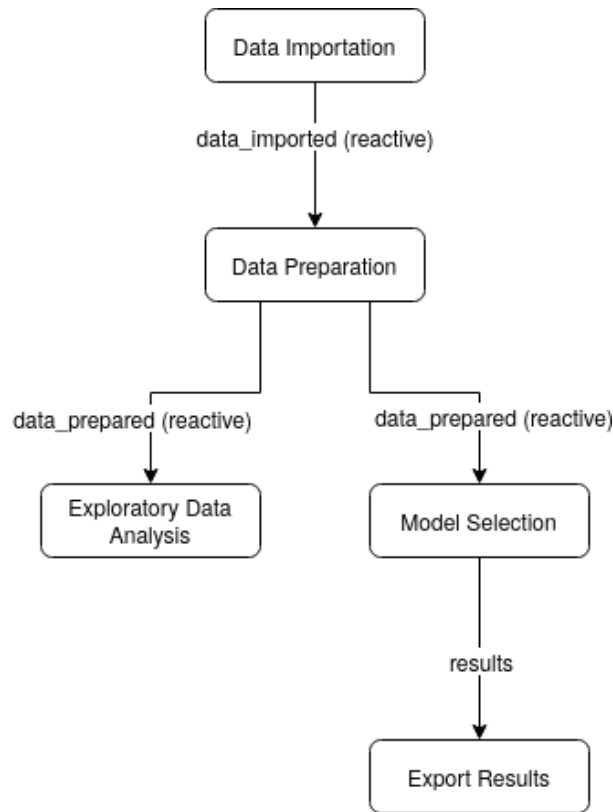 Data Importation
data_imported (reactive)
Data Preparation
data_prepared (reactive)
data_prepared (reactive)
Exploratory Data
Analysis
Model Selection
results
Export Results